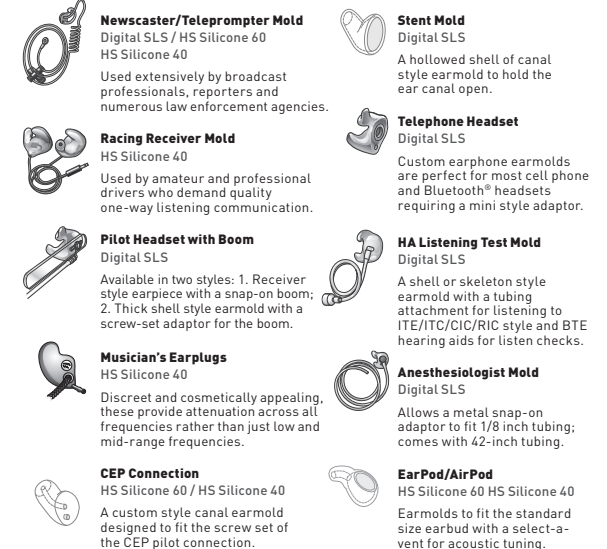 Newscaster/Teleprompter Mold
Digital SLS / HS Silicone 60
HS Silicone 40
Used extensively by broadcast
professionals, reporters and
numerous law enforcement agencies.
Racing Receiver Mold
HS Silicone 40
Used by amateur and professional
drivers who demand quality
one-way listening communication.
Pilot Headset with Boom
Digital SLS
Available in two styles: 1. Receiver
style earpiece with a snap-on boom;
2. Thick shell style earmold with a
screw-set adaptor for the boom.
Musician's Earplugs
HS Silicone 40
Discreet and cosmetically appealing,
these provide attenuation across all
frequencies rather than just low and
mid-range frequencies.
CEP Connection
HS Silicone 60 / HS Silicone 40
A custom style canal earmold
designed to fit the screw set of
the CEP pilot connection.
Stent Mold
Digital SLS
A hollowed shell of canal
style earmold to hold the
ear canal open.
Telephone Headset
Digital SLS
Custom earphone earmolds
are perfect for most cell phone
and Bluetooth® headsets
requiring a mini style adaptor.
HA Listening Test Mold
Digital SLS
A shell or skeleton style
earmold with a tubing
attachment for listening to
ITE/ITC/CIC/RIC style and BTE
hearing aids for listen checks.
Anesthesiologist Mold
Digital SLS
Allows a metal snap-on
adaptor to fit 1/8 inch tubing;
comes with 42-inch tubing.
EarPod/AirPod
HS Silicone 60 HS Silicone 40
Earmolds to fit the standard
size earbud with a select-a-
vent for acoustic tuning.